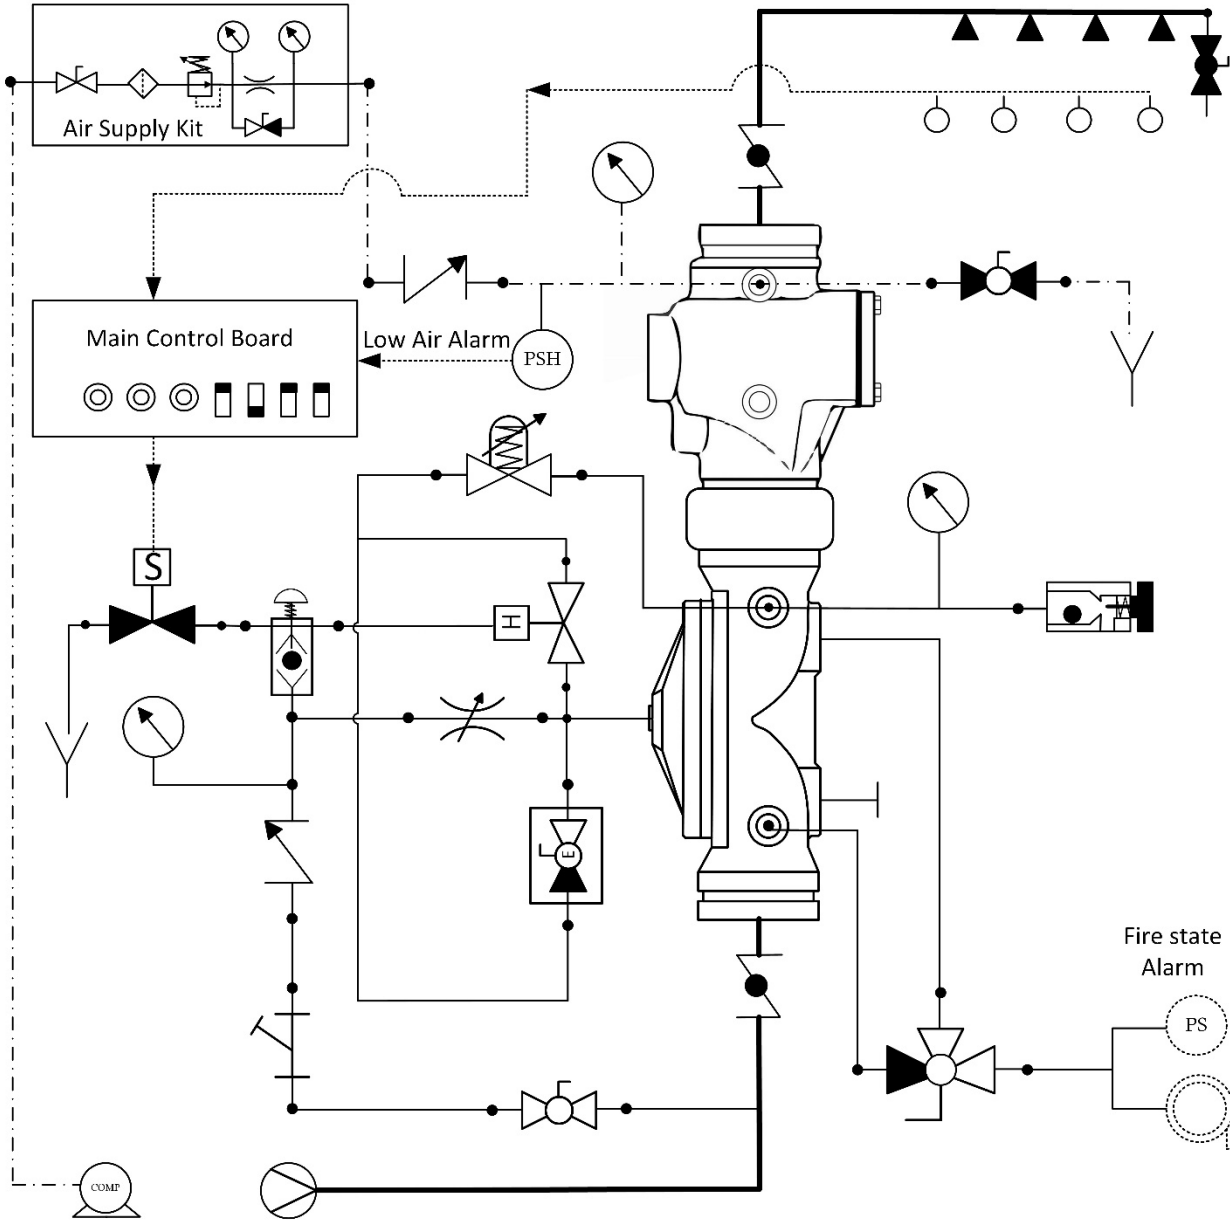 Air Supply Kit
Main Control Board
Low Air Alarm
PSH
S
H
E
Fire state
Alarm
PS
COMP